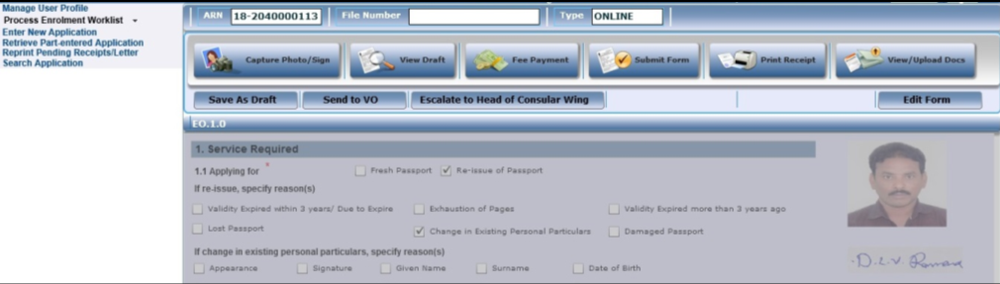 Manage User Profile
Process Enrolment Worklist
Enter New Application
Retrieve Part-entered Application
Reprint Pending Receipts/Letter
Search Application
ARN 18-2040000113 File Number Type ONLINE
Capture Photo/Sign View Draft Fee Payment Submit Form Print Receipt View/Upload Docs
Save As Draft Send to VO Escalate to Head of Consular Wing Edit Form
EO.1.0
1. Service Required
1.1 Applying for * Fresh Passport Re-issue of Passport
If re-issue, specify reason(s)
Validity Expired within 3 years/ Due to Expire Exhaustion of Pages Validity Expired more than 3 years ago
Lost Passport Change in Existing Personal Particulars Damaged Passport
If change in existing personal particulars, specify reason(s)
Appearance Signature Given Name Surname Date of Birth
D.L.V. Ramana